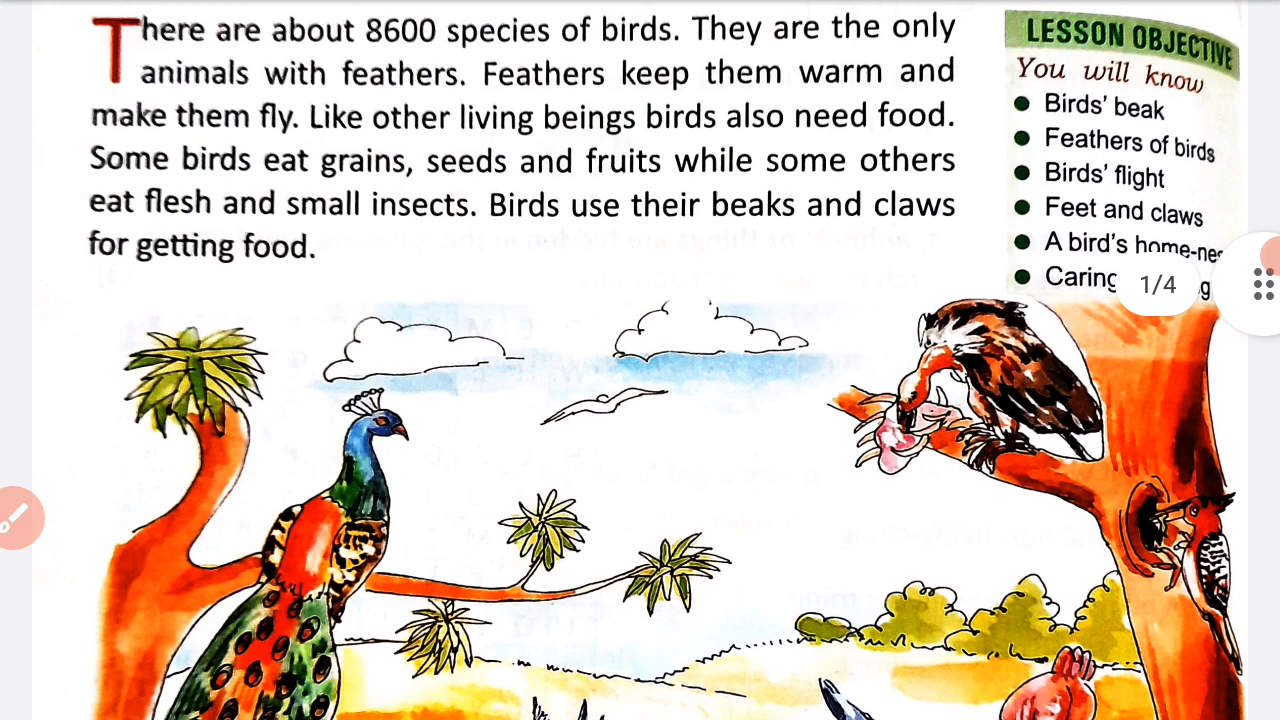 There are about 8600 species of birds. They are the only
animals with feathers. Feathers keep them warm and
make them fly. Like other living beings birds also need food.
Some birds eat grains, seeds and fruits while some others
eat flesh and small insects. Birds use their beaks and claws
for getting food.
LESSON OBJECTIVE
You will know
Birds' beak
Feathers of birds
Birds' flight
Feet and claws
A bird's home-nes
Caring
1/4